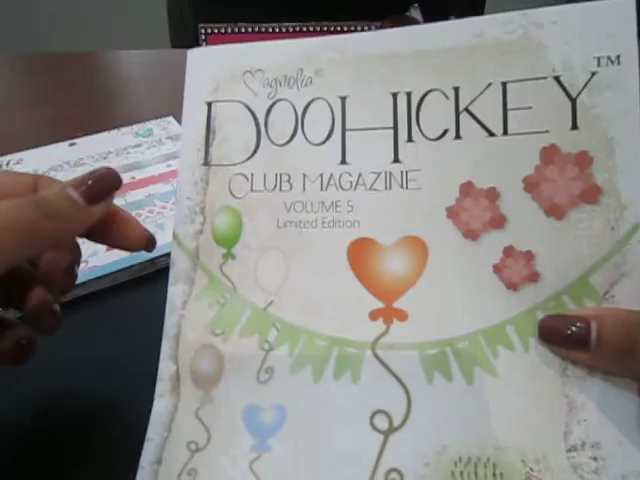 Magnolia©
DOOHICKEY™
CLUB MAGAZINE
VOLUME 5
Limited Edition